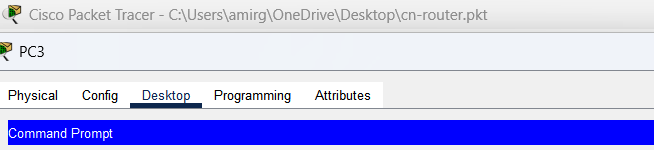 Cisco Packet Tracer - C:\Users\amirg\OneDrive\Desktop\cn-router.pkt
PC3
Physical Config Desktop Programming Attributes
Command Prompt